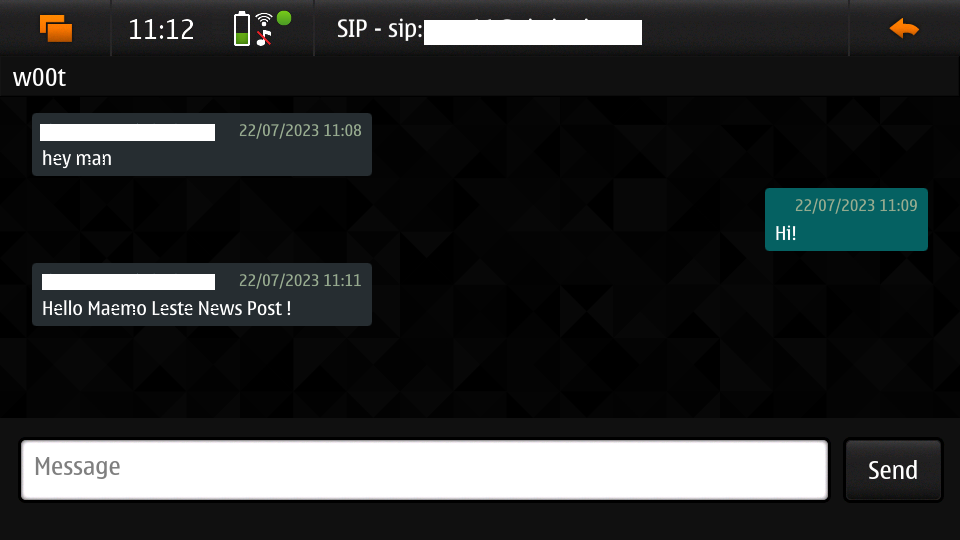 11:12
SIP - sip:
w00t
22/07/2023 11:08
hey man
22/07/2023 11:09
Hi!
22/07/2023 11:11
Hello Maemo Leste News Post !
Message
Send